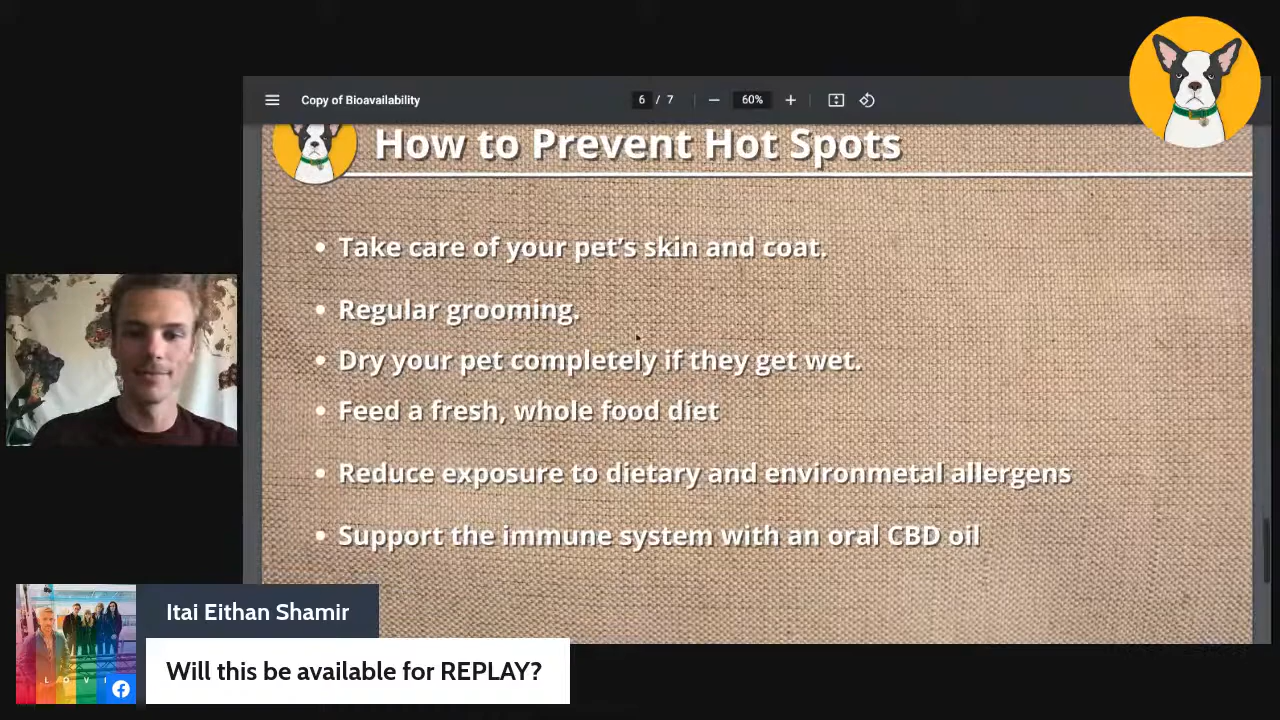 Copy of Bioavailability
6 / 7
60%
How to Prevent Hot Spots
• Take care of your pet's skin and coat.
• Regular grooming.
• Dry your pet completely if they get wet.
• Feed a fresh, whole food diet
• Reduce exposure to dietary and environmetal allergens
• Support the immune system with an oral CBD oil
Itai Eithan Shamir
Will this be available for REPLAY?
L O V I